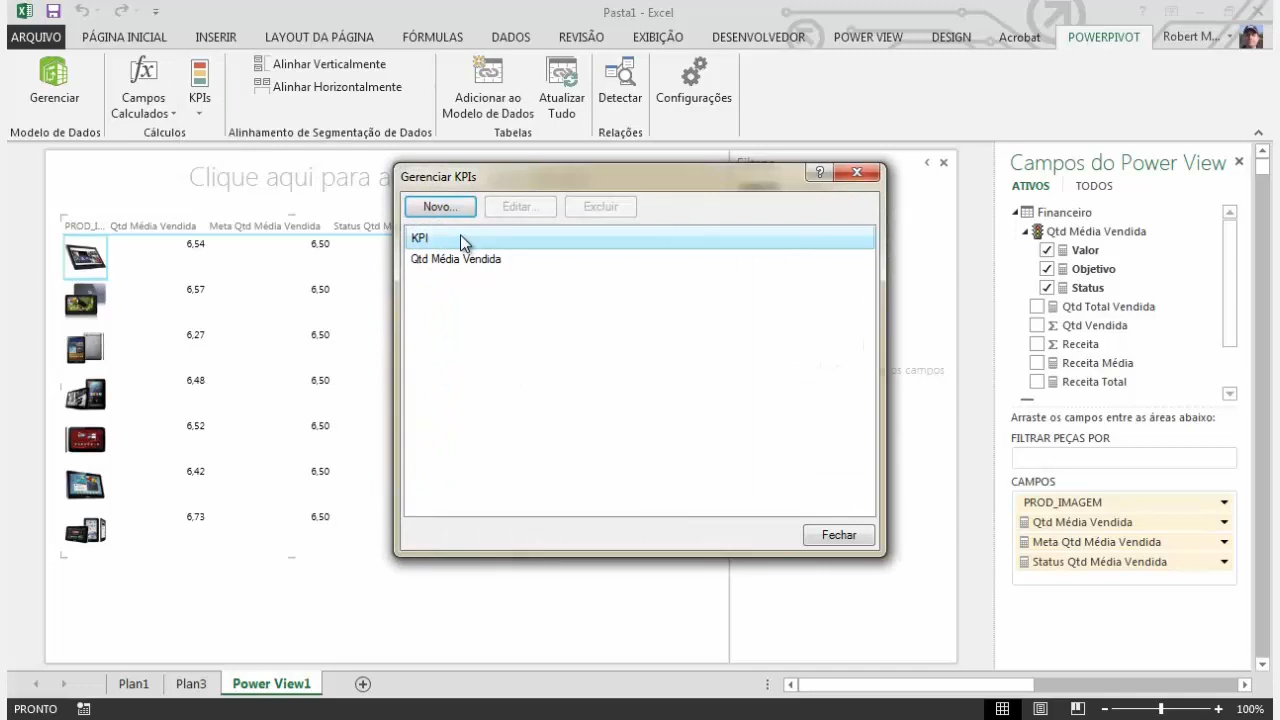 Pasta1 - Excel
ARQUIVO PÁGINA INICIAL INSERIR LAYOUT DA PÁGINA FÓRMULAS DADOS REVISÃO EXIBIÇÃO DESENVOLVEDOR POWER VIEW DESIGN Acrobat POWERPIVOT Robert M...
Gerenciar
Campos Calculados
KPIs
Alinhar Verticalmente
Alinhar Horizontalmente
Adicionar ao Modelo de Dados
Atualizar Tudo
Detectar
Configurações
Modelo de Dados Cálculos Alinhamento de Segmentação de Dados Tabelas Relações
Clique aqui para a
PROD_I... Qtd Média Vendida Meta Qtd Média Vendida Status Qtd M
6,54 6,50
6,57 6,50
6,27 6,50
6,48 6,50
6,52 6,50
6,42 6,50
6,73 6,50
Gerenciar KPIs
Novo... Editar... Excluir
KPI
Qtd Média Vendida
Fechar
os campos
Campos do Power View
ATIVOS TODOS
Financeiro
Qtd Média Vendida
Valor
Objetivo
Status
Qtd Total Vendida
Σ Qtd Vendida
Σ Receita
Receita Média
Receita Total
Arraste os campos entre as áreas abaixo:
FILTRAR PEÇAS POR
CAMPOS
PROD_IMAGEM
Qtd Média Vendida
Meta Qtd Média Vendida
Status Qtd Média Vendida
Plan1 Plan3 Power View1
PRONTO 100%